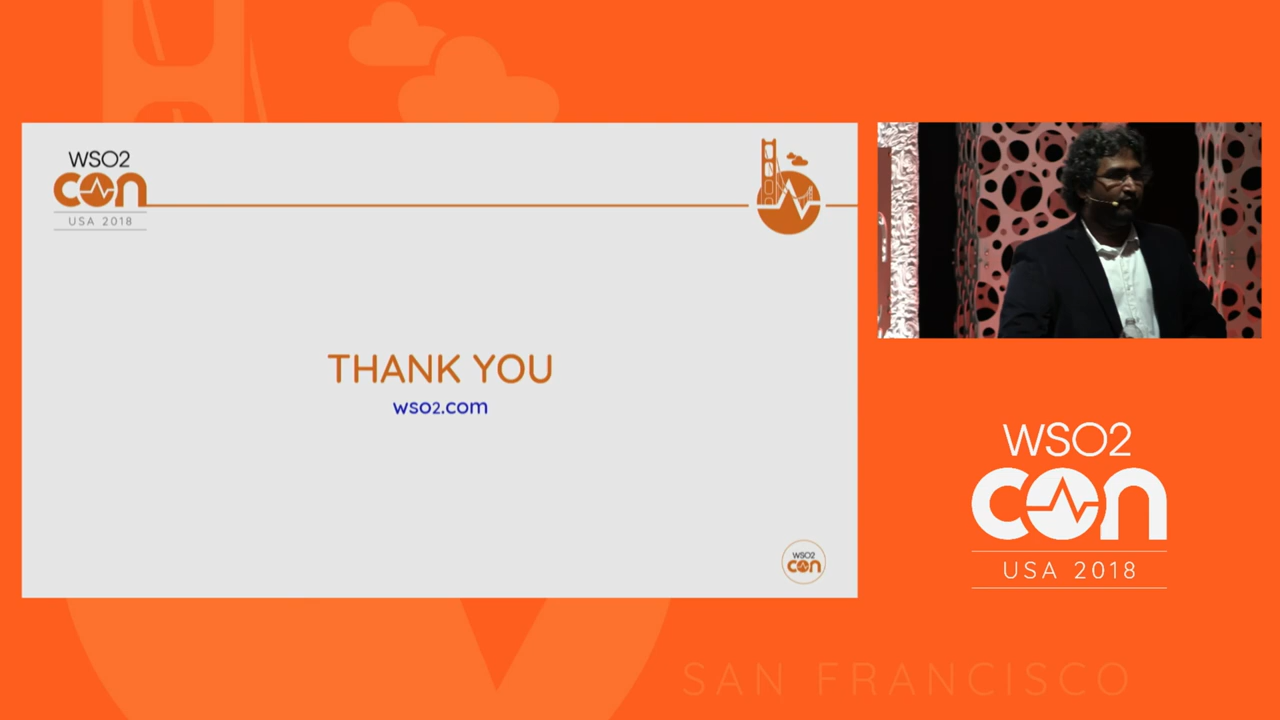 WSO2
con
USA 2018
THANK YOU
wso2.com
WSO2
con
WSO2
con
USA 2018
SAN FRANCISCO